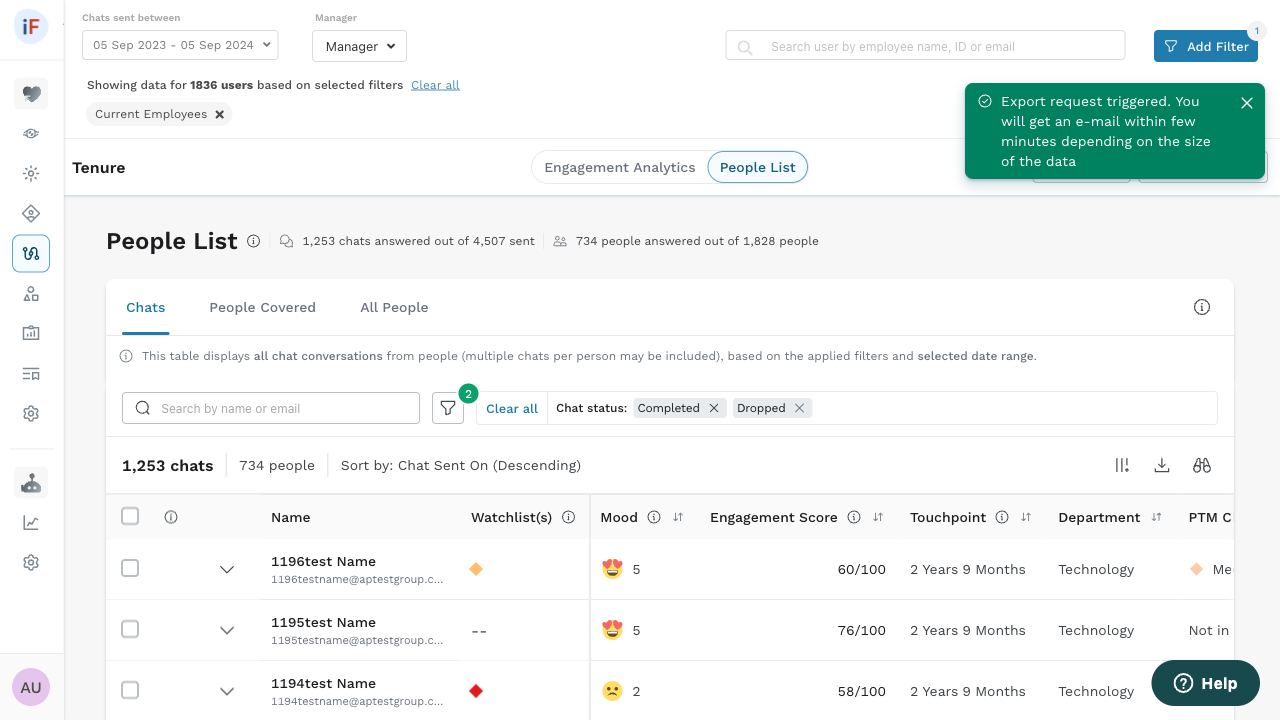 iF
Chats sent between
05 Sep 2023 - 05 Sep 2024
Manager
Manager
Search user by employee name, ID or email
Add Filter
1
Showing data for 1836 users based on selected filters Clear all
Current Employees
Export request triggered. You
will get an e-mail within few
minutes depending on the size
of the data
Tenure
Engagement Analytics
People List
People List
1,253 chats answered out of 4,507 sent
734 people answered out of 1,828 people
Chats
People Covered
All People
This table displays all chat conversations from people (multiple chats per person may be included), based on the applied filters and selected date range.
Search by name or email
2
Clear all
Chat status:
Completed
Dropped
1,253 chats
734 people
Sort by: Chat Sent On (Descending)
Name
Watchlist(s)
Mood
Engagement Score
Touchpoint
Department
PTM C
1196test Name
1196testname@aptestgroup.c...
5
60/100
2 Years 9 Months
Technology
Me
1195test Name
1195testname@aptestgroup.c...
--
5
76/100
2 Years 9 Months
Technology
Not in
1194test Name
1194testname@aptestgroup.c...
2
58/100
2 Years 9 Months
Technology
AU
Help